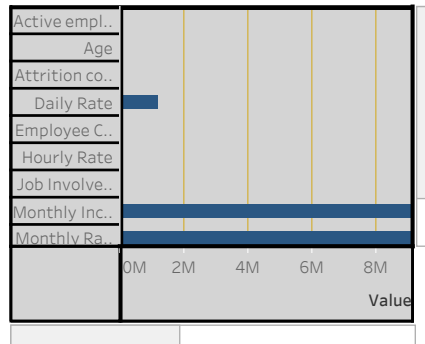 Active empl..
Age
Attrition co..
Daily Rate
Employee C..
Hourly Rate
Job Involve..
Monthly Inc..
Monthly Ra..
0M 2M 4M 6M 8M
Value